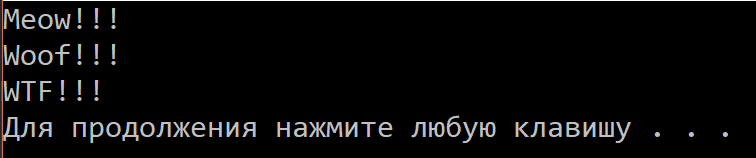 Meow!!!
Woof!!!
WTF!!!
Для продолжения нажмите любую клавишу . . .